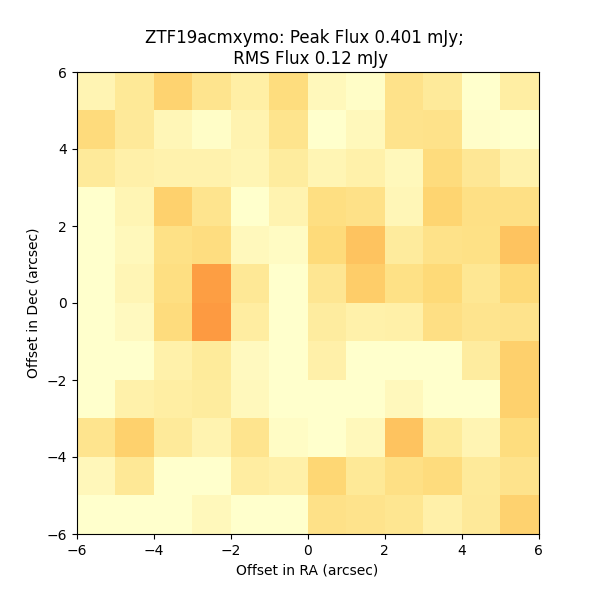 ZTF19acmxymo: Peak Flux 0.401 mJy;
RMS Flux 0.12 mJy
6
4
2
0
−2
−4
−6
Offset in Dec (arcsec)
−6 −4 −2 0 2 4 6
Offset in RA (arcsec)